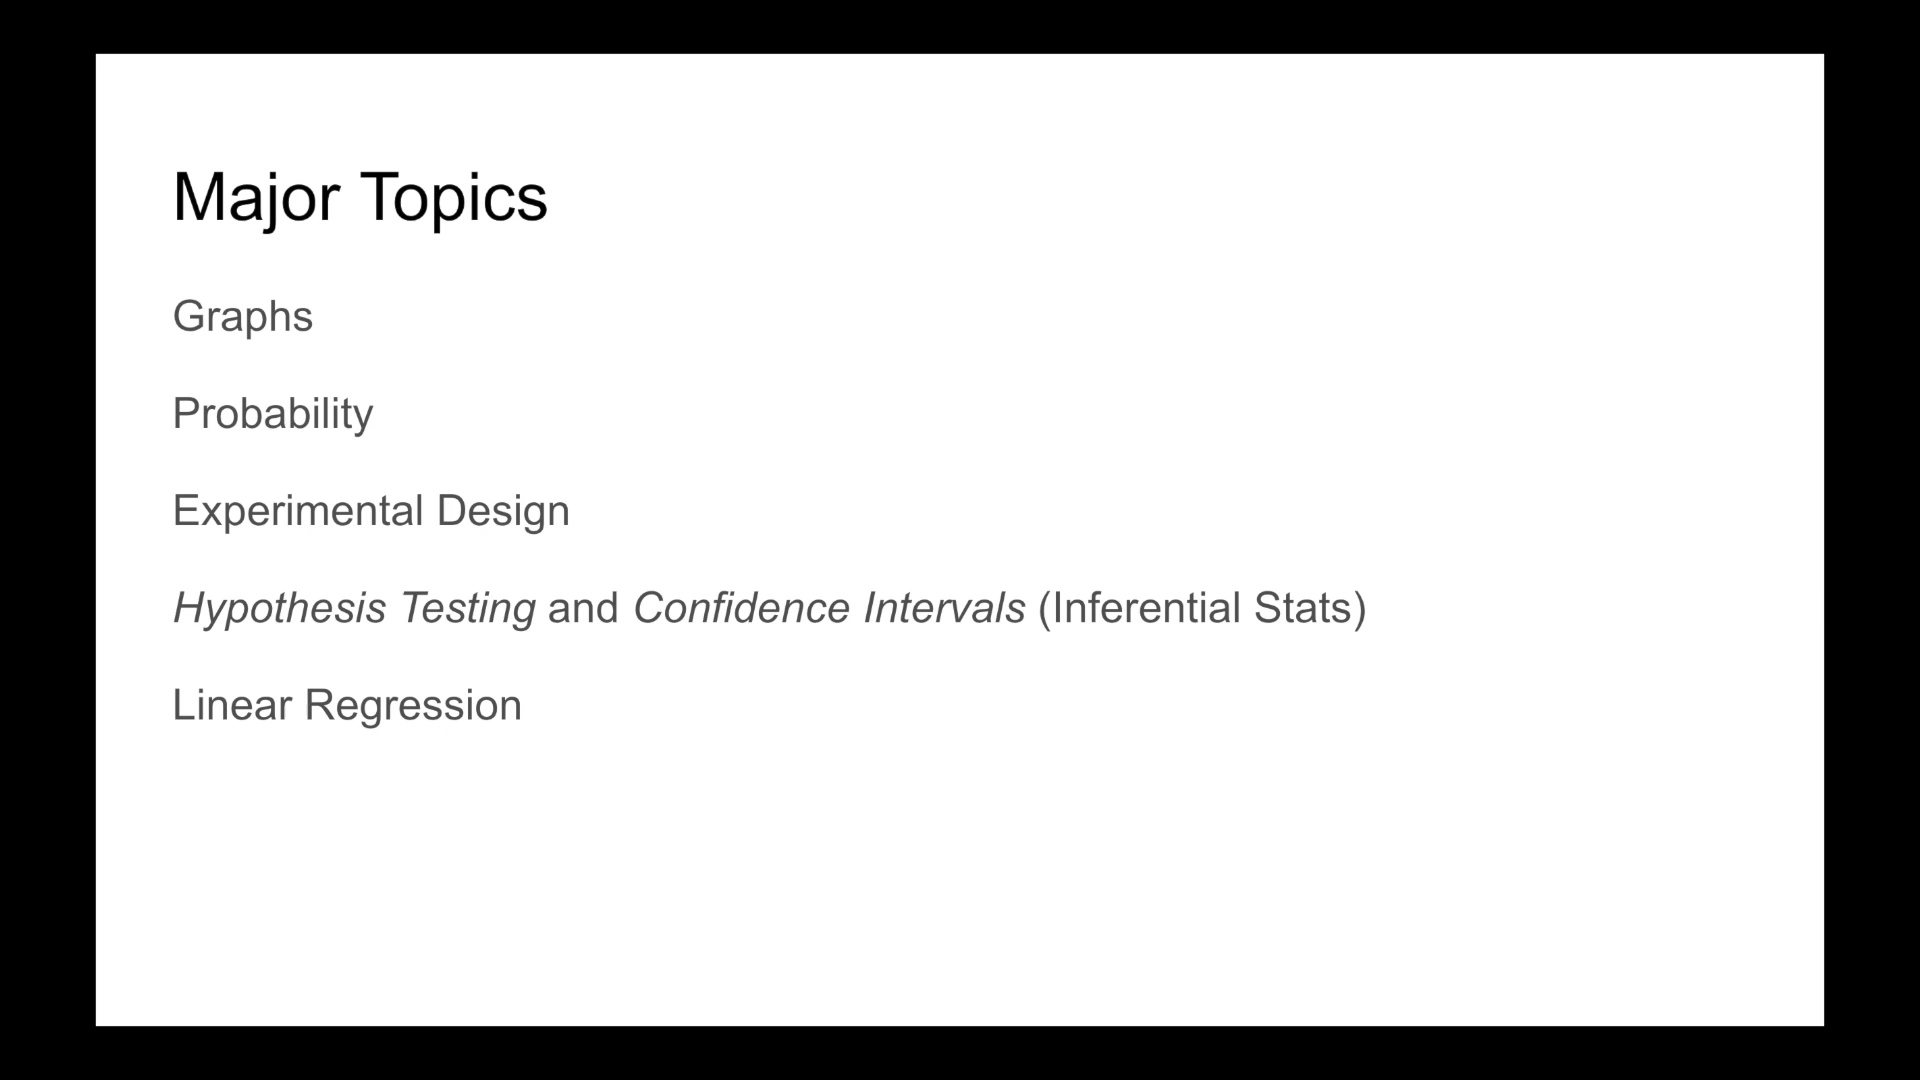 Major Topics
Graphs
Probability
Experimental Design
Hypothesis Testing and Confidence Intervals (Inferential Stats)
Linear Regression